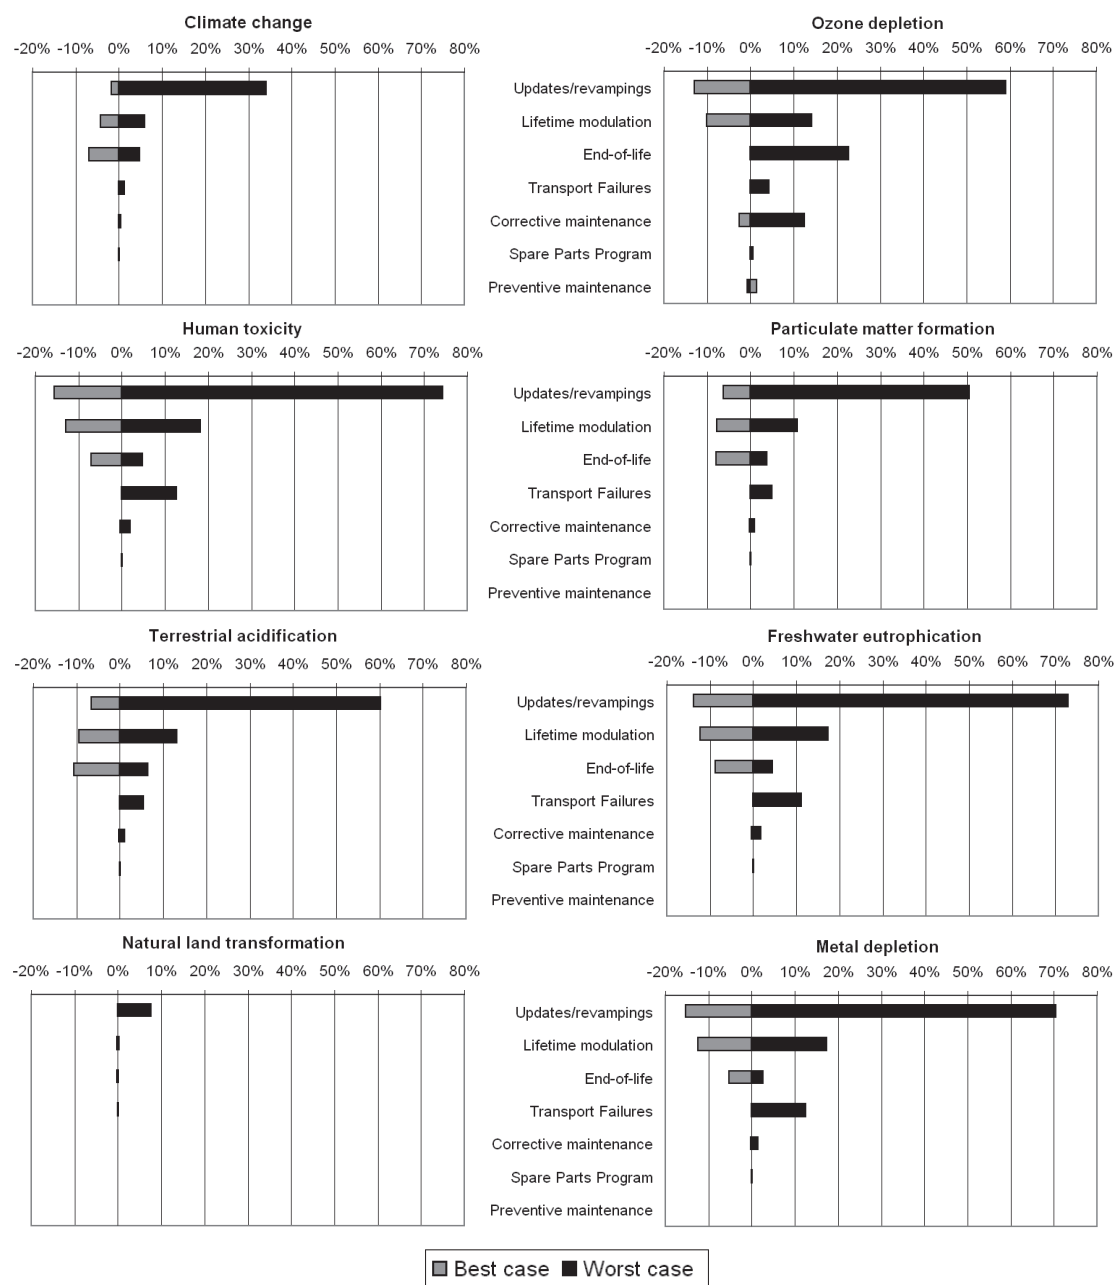 Climate change
-20% -10% 0% 10% 20% 30% 40% 50% 60% 70% 80%
Ozone depletion
-20% -10% 0% 10% 20% 30% 40% 50% 60% 70% 80%
Updates/revampings
Lifetime modulation
End-of-life
Transport Failures
Corrective maintenance
Spare Parts Program
Preventive maintenance
Human toxicity
-20% -10% 0% 10% 20% 30% 40% 50% 60% 70% 80%
Particulate matter formation
-20% -10% 0% 10% 20% 30% 40% 50% 60% 70% 80%
Updates/revampings
Lifetime modulation
End-of-life
Transport Failures
Corrective maintenance
Spare Parts Program
Preventive maintenance
Terrestrial acidification
-20% -10% 0% 10% 20% 30% 40% 50% 60% 70% 80%
Freshwater eutrophication
-20% -10% 0% 10% 20% 30% 40% 50% 60% 70% 80%
Updates/revampings
Lifetime modulation
End-of-life
Transport Failures
Corrective maintenance
Spare Parts Program
Preventive maintenance
Natural land transformation
-20% -10% 0% 10% 20% 30% 40% 50% 60% 70% 80%
Metal depletion
-20% -10% 0% 10% 20% 30% 40% 50% 60% 70% 80%
Updates/revampings
Lifetime modulation
End-of-life
Transport Failures
Corrective maintenance
Spare Parts Program
Preventive maintenance
Best case Worst case